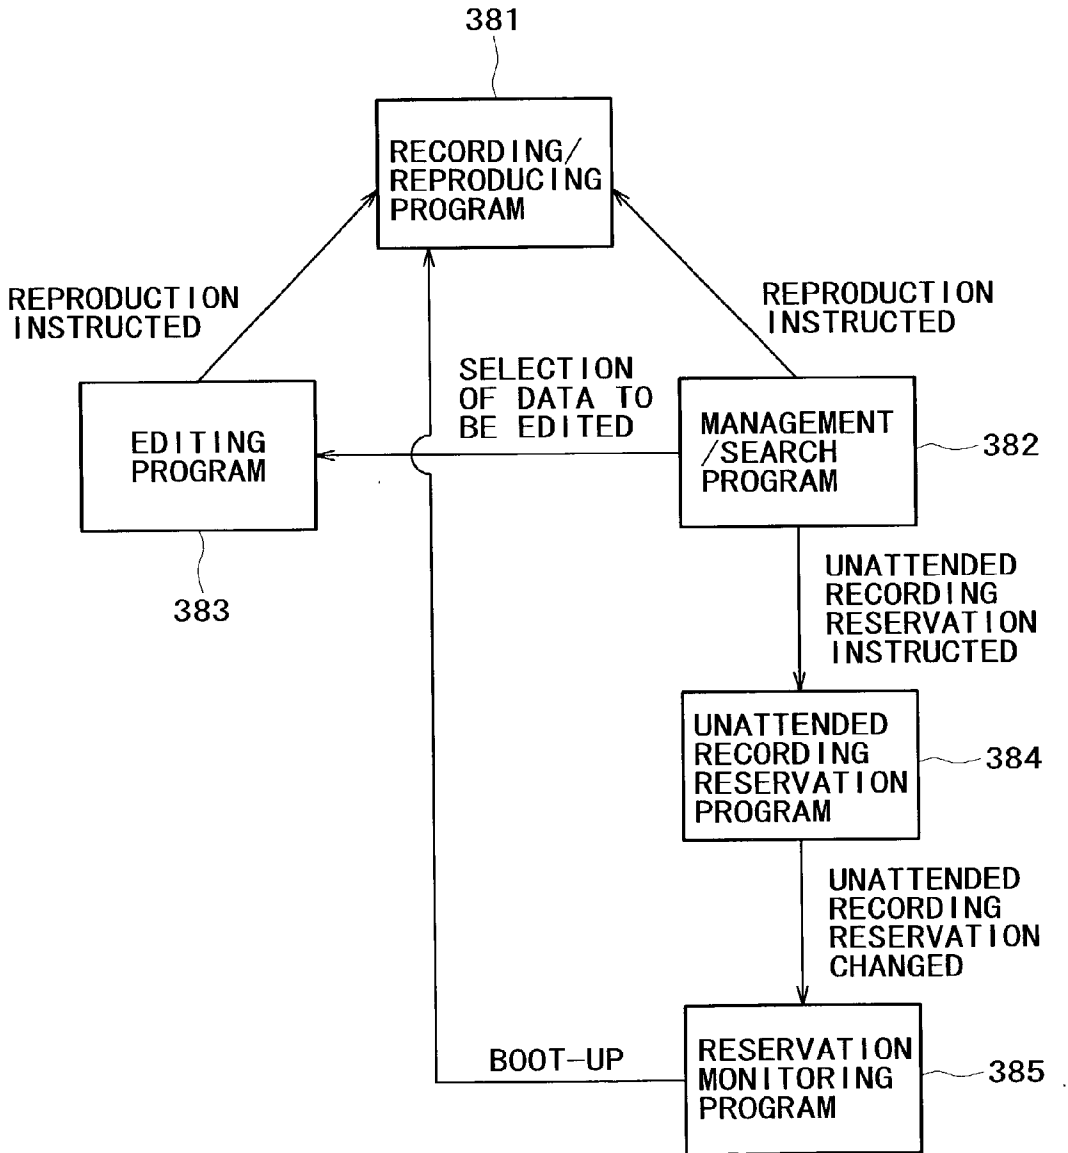 381
RECORDING/
REPRODUCING
PROGRAM
REPRODUCTION
INSTRUCTED
REPRODUCTION
INSTRUCTED
SELECTION
OF DATA TO
BE EDITED
EDITING
PROGRAM
MANAGEMENT
/SEARCH
PROGRAM
382
383
UNATTENDED
RECORDING
RESERVATION
INSTRUCTED
UNATTENDED
RECORDING
RESERVATION
PROGRAM
384
UNATTENDED
RECORDING
RESERVATION
CHANGED
BOOT-UP
RESERVATION
MONITORING
PROGRAM
385